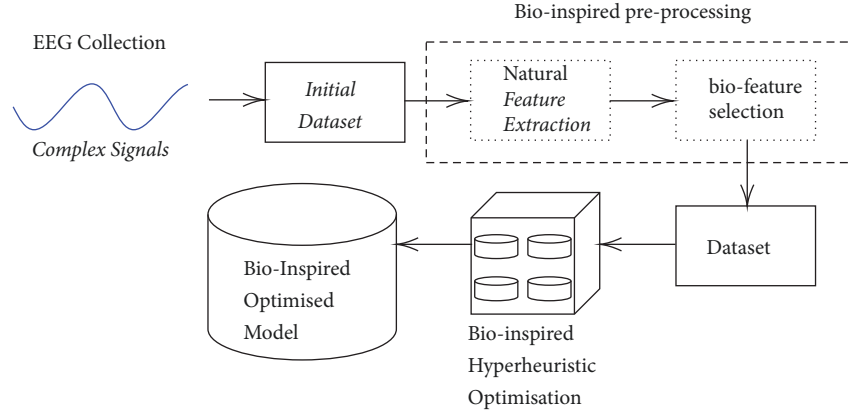 Bio-inspired pre-processing
EEG Collection
Complex Signals
Initial
Dataset
Natural
Feature
Extraction
bio-feature
selection
Dataset
Bio-inspired
Hyperheuristic
Optimisation
Bio-Inspired
Optimised
Model